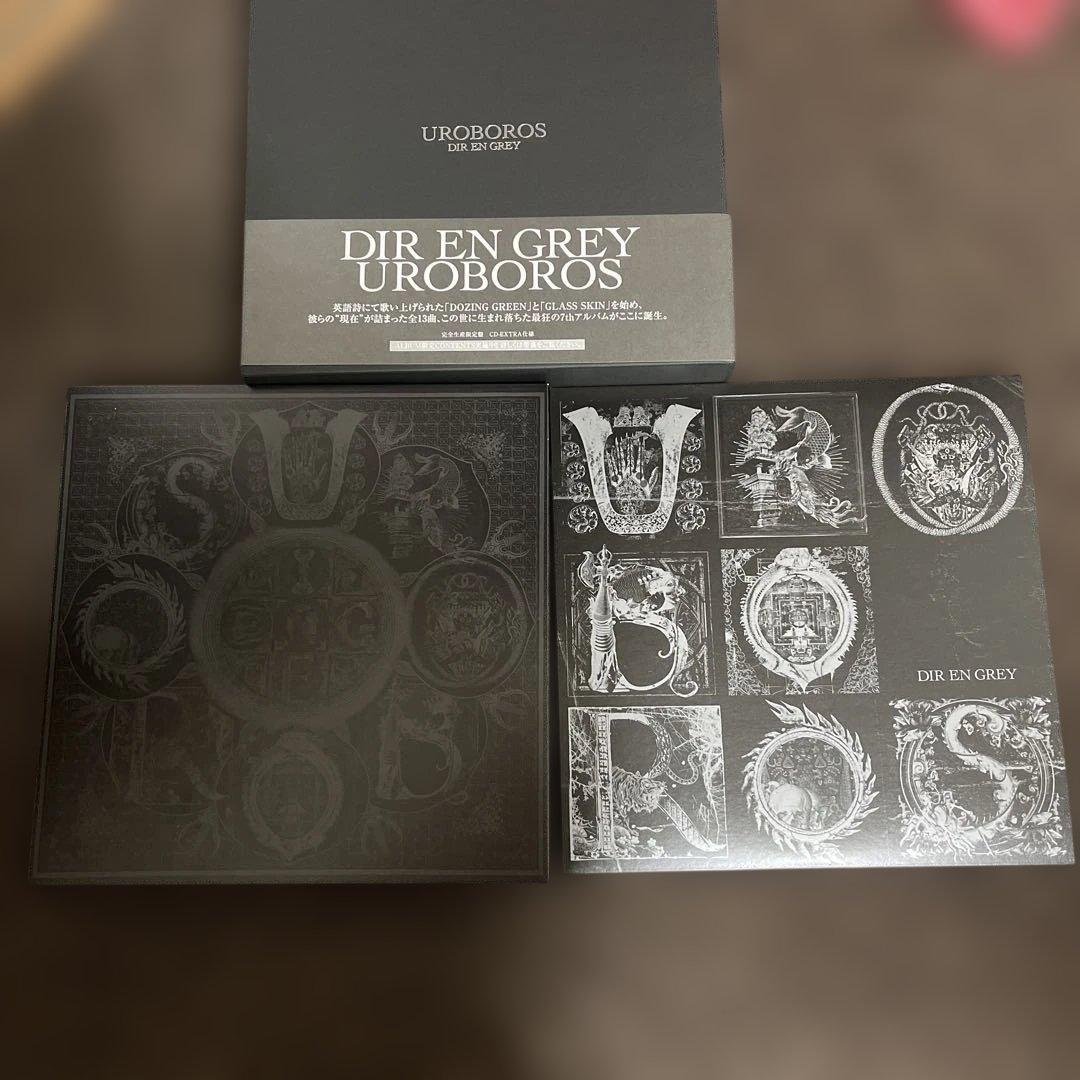 UROBOROS
DIR EN GREY
DIR EN GREY
UROBOROS
英語詩にて歌い上げられた「DOZING GREEN」と「GLASS SKIN」を始め、
彼らの“現在”が詰まった全13曲、この世に生まれ落ちた最狂の7thアルバムがここに誕生。
完全生産限定盤 CD-EXTRA仕様
U R O
B O
DIR EN GREY
R O S